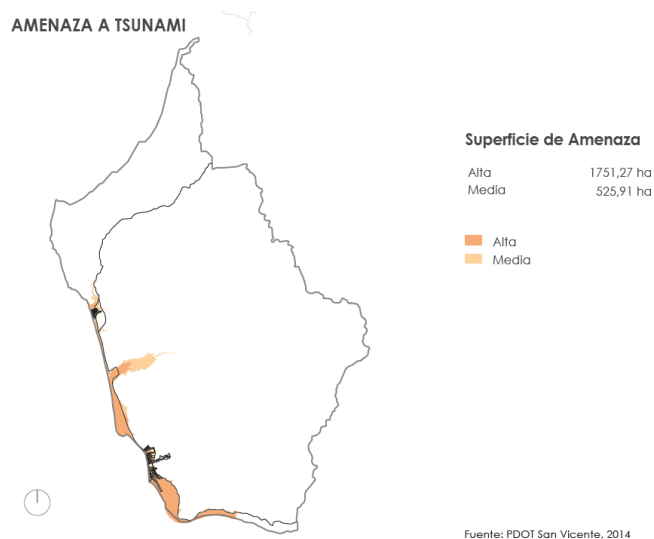 AMENAZA A TSUNAMI
Superficie de Amenaza
Alta 1751,27 ha
Media 525,91 ha
Alta
Media
Fuente: PDOT San Vicente, 2014